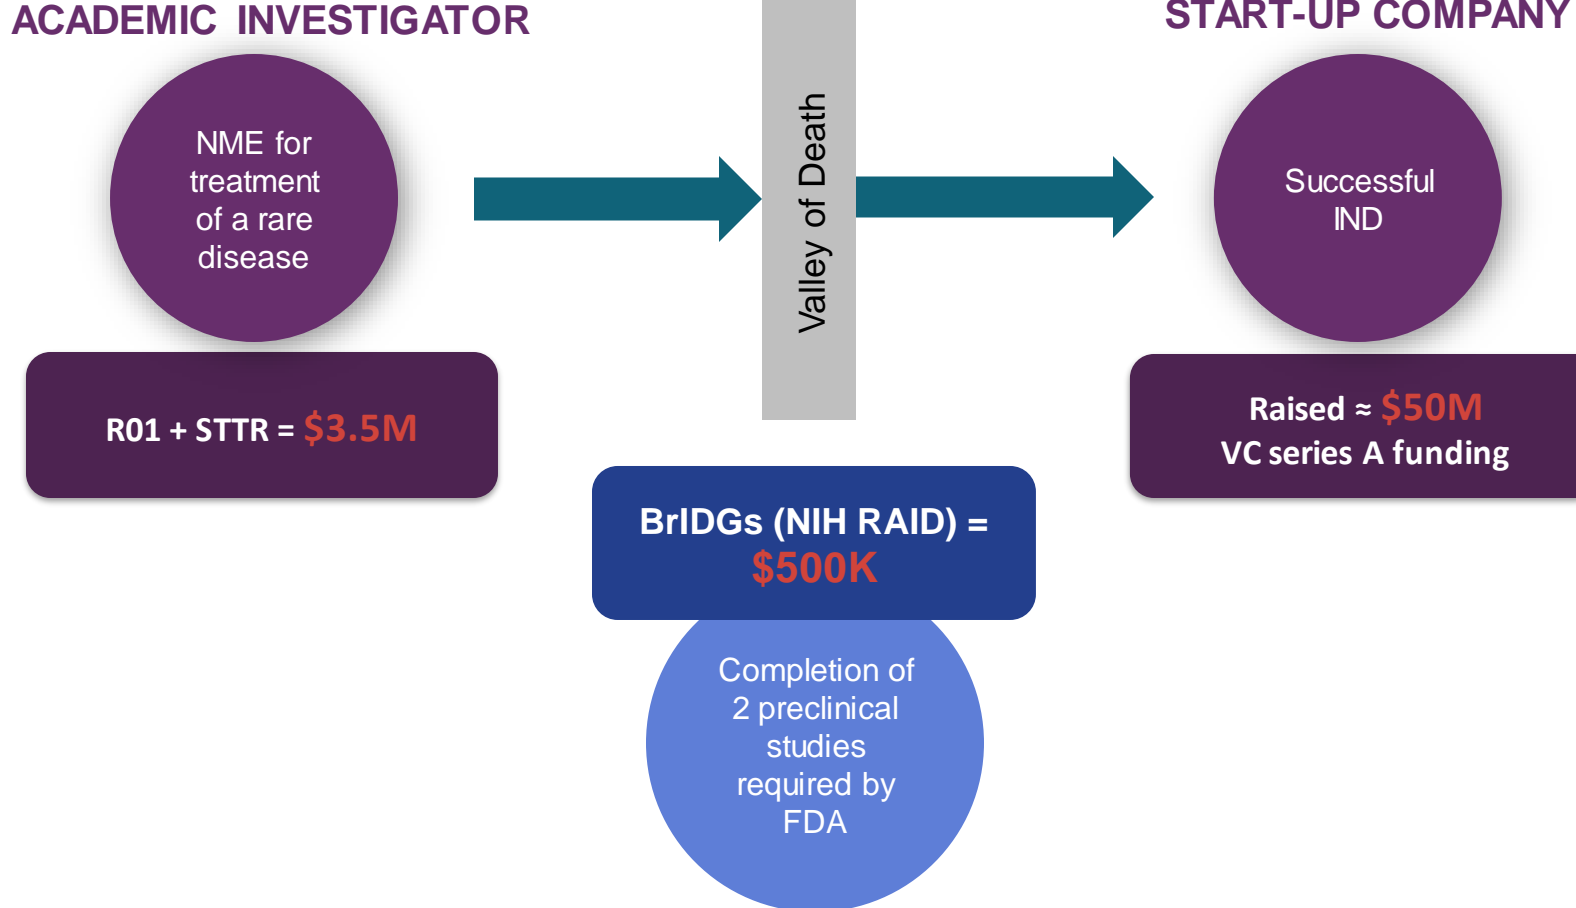 ACADEMIC INVESTIGATOR
START-UP COMPANY
NME for
treatment
of a rare
disease
Valley of Death
Successful
IND
R01 + STTR = $3.5M
Raised ≈ $50M
VC series A funding
BrIDGs (NIH RAID) =
$500K
Completion of
2 preclinical
studies
required by
FDA